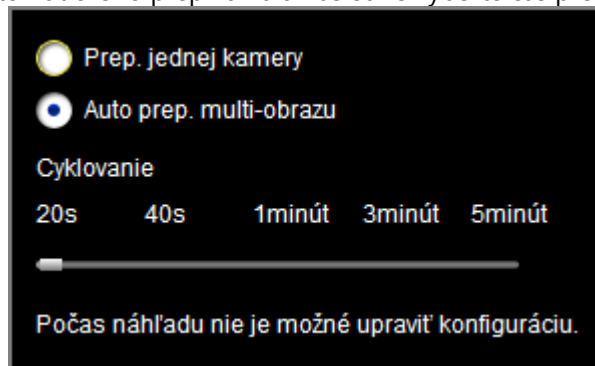 Prep. jednej kamery
Auto prep. multi-obrazu
Cyklovanie
20s 40s 1minút 3minút 5minút
Počas náhľadu nie je možné upraviť konfiguráciu.